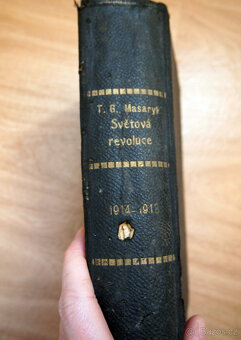 T. G. Masaryk
Světová
revoluce
1914-1918